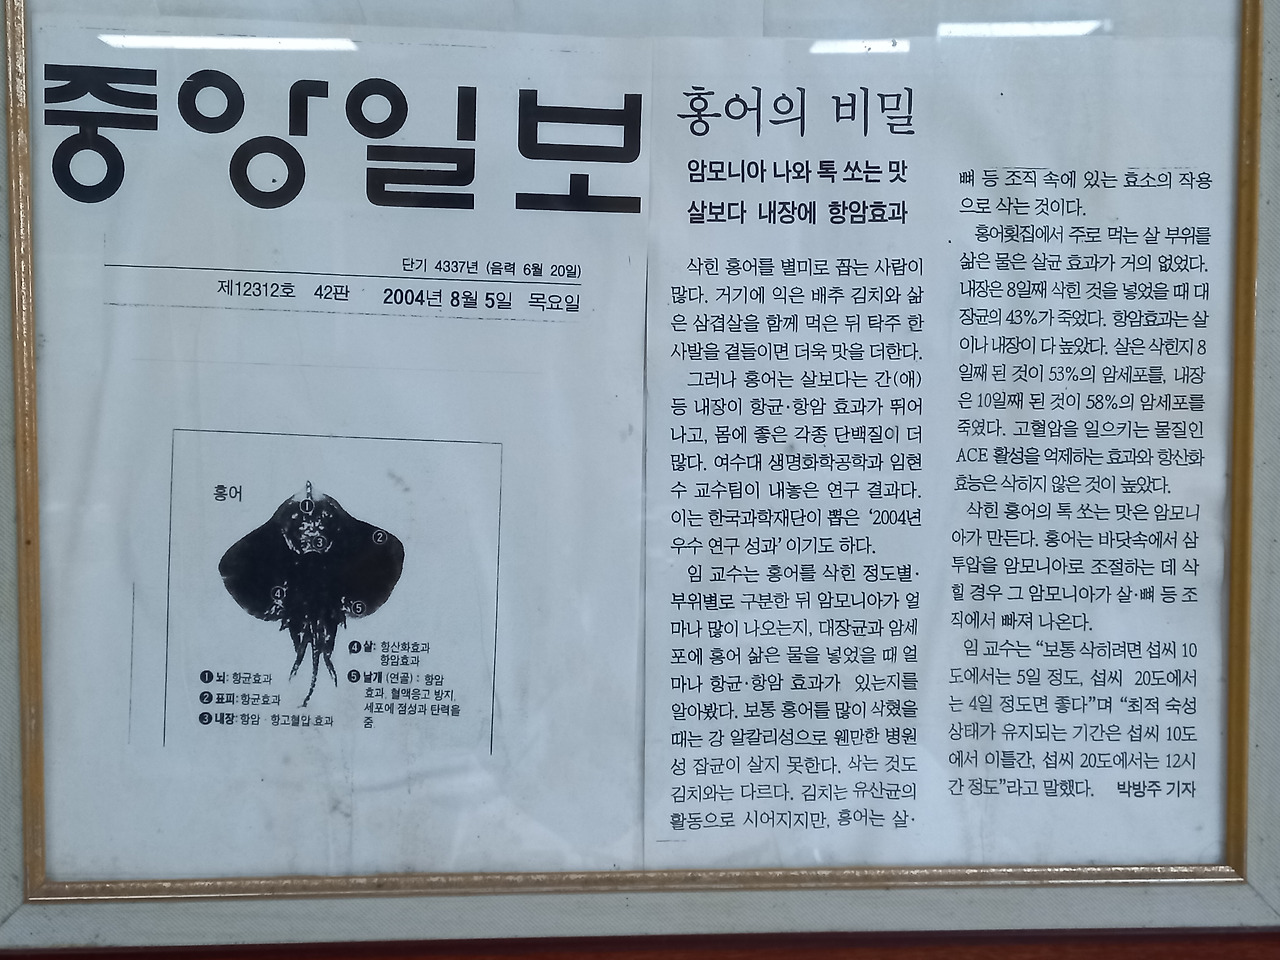 중앙일보
단기 4337년 (음력 6월 20일)
제12312호 42판 2004년 8월 5일 목요일
홍어
①
②
③
④
⑤
❶뇌: 항균효과
❷표피: 항균효과
❸내장: 항암·항고혈압 효과
❹살: 항산화효과
항암효과
❺날개 (연골) : 항암
효과, 혈액응고 방지,
세포에 점성과 탄력을
줌
홍어의 비밀
암모니아 나와 톡 쏘는 맛
살보다 내장에 항암효과
삭힌 홍어를 별미로 꼽는 사람이
많다. 거기에 익은 배추 김치와 삶
은 삼겹살을 함께 먹은 뒤 탁주 한
사발을 곁들이면 더욱 맛을 더한다.
그러나 홍어는 살보다는 간(애)
등 내장이 항균·항암 효과가 뛰어
나고, 몸에 좋은 각종 단백질이 더
많다. 여수대 생명화학공학과 임현
수 교수팀이 내놓은 연구 결과다.
이는 한국과학재단이 뽑은 ‘2004년
우수 연구 성과’ 이기도 하다.
임 교수는 홍어를 삭힌 정도별·
부위별로 구분한 뒤 암모니아가 얼
마나 많이 나오는지, 대장균과 암세
포에 홍어 삶은 물을 넣었을 때 얼
마나 항균·항암 효과가 있는지를
알아봤다. 보통 홍어를 많이 삭혔을
때는 강 알칼리성으로 웬만한 병원
성 잡균이 살지 못한다. 삭는 것도
김치와는 다르다. 김치는 유산균의
활동으로 시어지지만, 홍어는 살·
뼈 등 조직 속에 있는 효소의 작용
으로 삭는 것이다.
홍어횟집에서 주로 먹는 살 부위를
삶은 물은 살균 효과가 거의 없었다.
내장은 8일째 삭힌 것을 넣었을 때 대
장균의 43%가 죽었다. 항암효과는 살
이나 내장이 다 높았다. 살은 삭힌지 8
일째 된 것이 53%의 암세포를, 내장
은 10일째 된 것이 58%의 암세포를
죽였다. 고혈압을 일으키는 물질인
ACE 활성을 억제하는 효과와 항산화
효능은 삭히지 않은 것이 높았다.
삭힌 홍어의 톡 쏘는 맛은 암모니
아가 만든다. 홍어는 바닷속에서 삼
투압을 암모니아로 조절하는 데 삭
힐 경우 그 암모니아가 살·뼈 등 조
직에서 빠져 나온다.
임 교수는 “보통 삭히려면 섭씨 10
도에서는 5일 정도, 섭씨 20도에서
는 4일 정도면 좋다”며 “최적 숙성
상태가 유지되는 기간은 섭씨 10도
에서 이틀간, 섭씨 20도에서는 12시
간 정도”라고 말했다. 박방주 기자